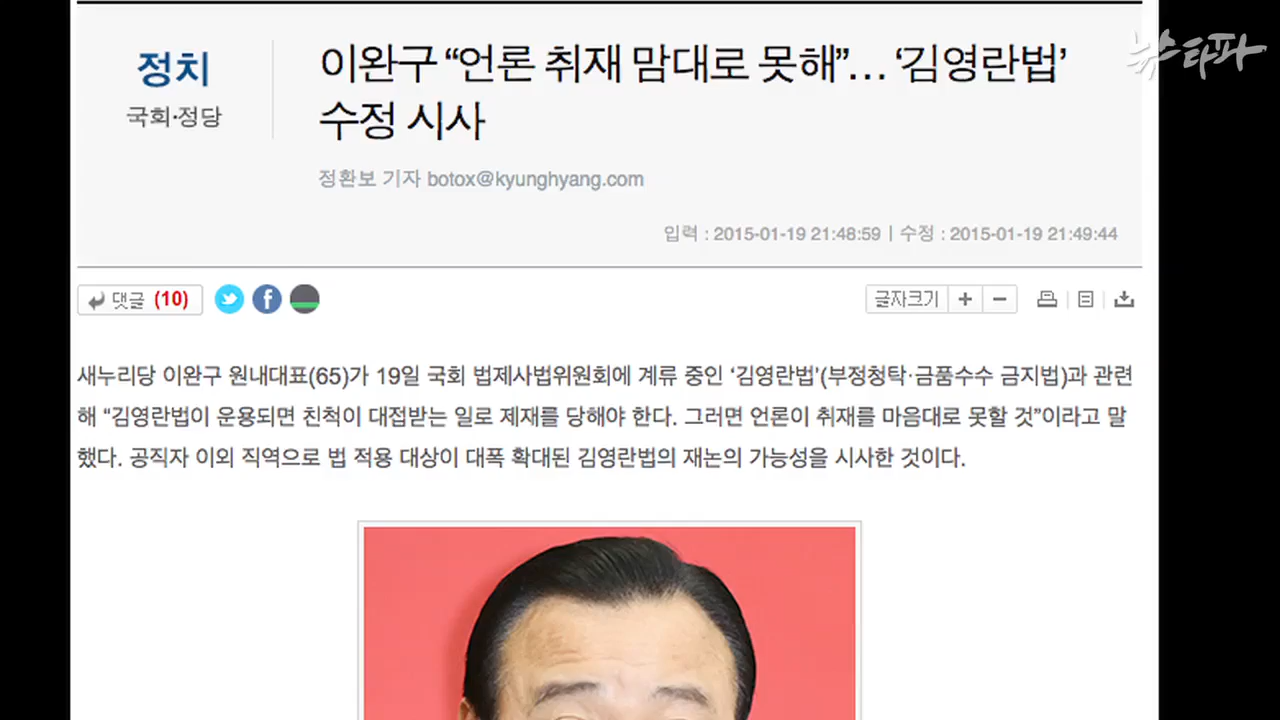 뉴스타파
정치
국회·정당
이완구 “언론 취재 맘대로 못해”… ‘김영란법’
수정 시사
정환보 기자 botox@kyunghyang.com
입력 : 2015-01-19 21:48:59 | 수정 : 2015-01-19 21:49:44
댓글 (10)
글자크기 + −
새누리당 이완구 원내대표(65)가 19일 국회 법제사법위원회에 계류 중인 ‘김영란법’(부정청탁·금품수수 금지법)과 관련
해 “김영란법이 운용되면 친척이 대접받는 일로 제재를 당해야 한다. 그러면 언론이 취재를 마음대로 못할 것”이라고 말
했다. 공직자 이외 직역으로 법 적용 대상이 대폭 확대된 김영란법의 재논의 가능성을 시사한 것이다.